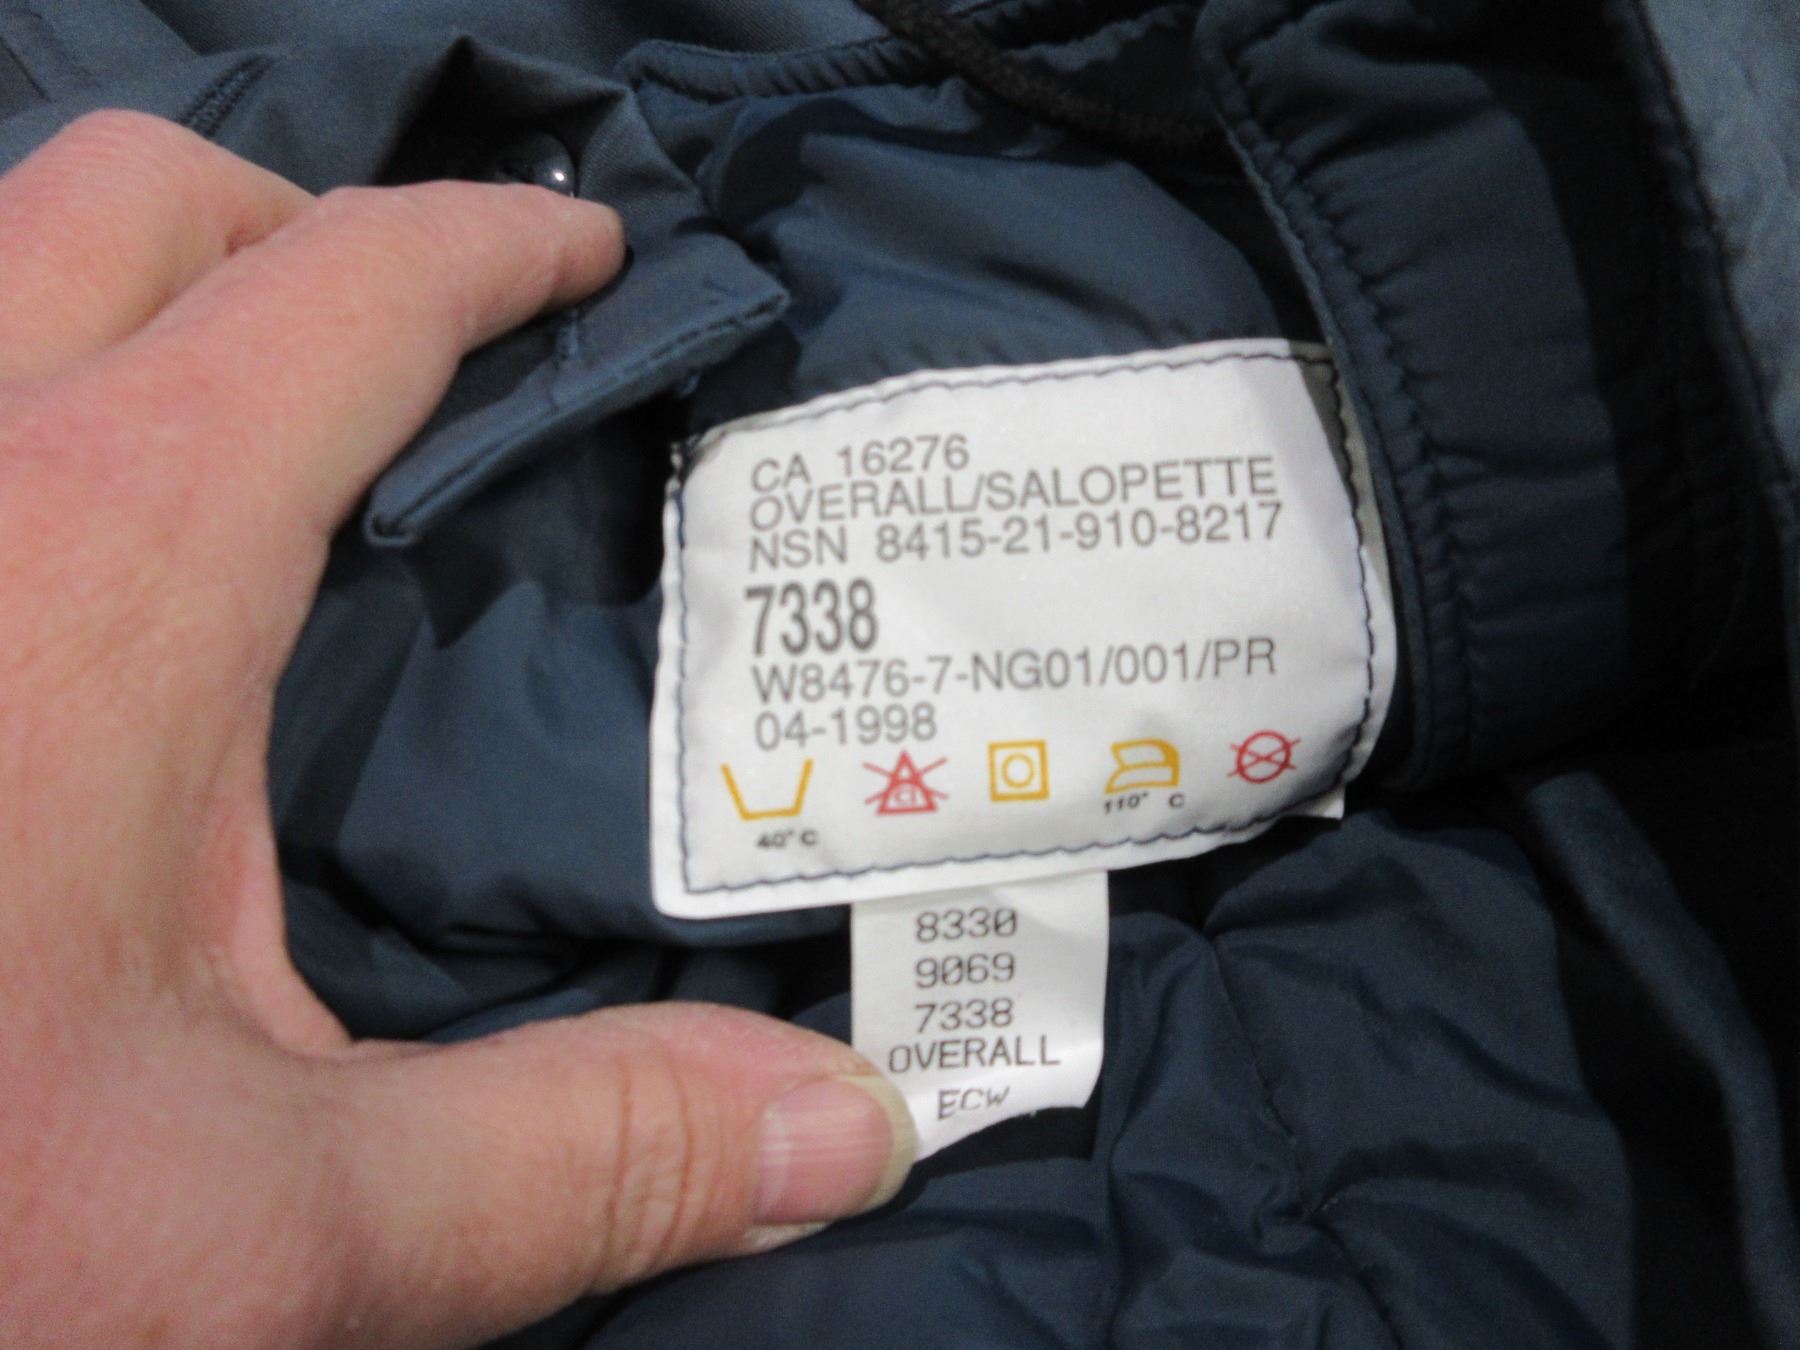 CA 16276
OVERALL/SALOPETTE
NSN 8415-21-910-8217
7338
W8476-7-NG01/001/PR
04-1998
Cl
40° C
110° C
8330
9069
7338
OVERALL
ECW